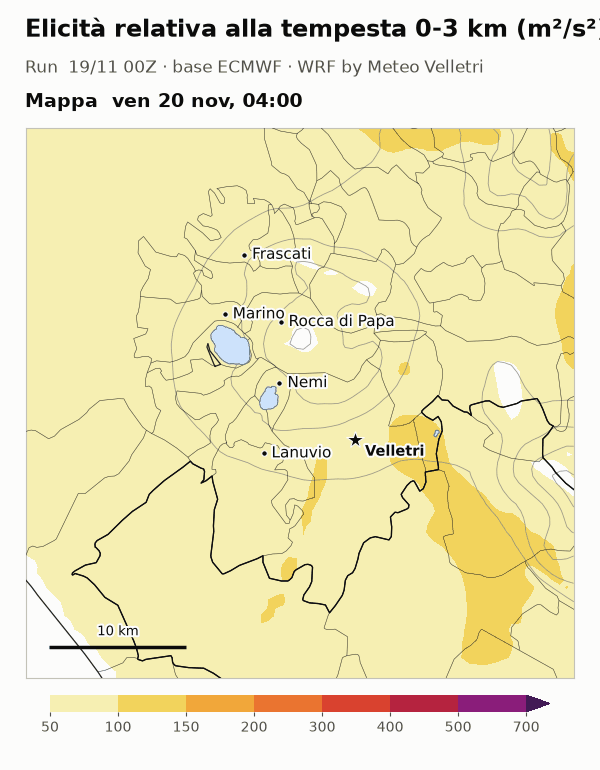 Elicità relativa alla tempesta 0-3 km (m²/s²)
Run  19/11 00Z · base ECMWF · WRF by Meteo Velletri
Mappa  ven 20 nov, 04:00
Frascati
Marino
Rocca di Papa
Nemi
Lanuvio
Velletri
10 km
50 100 150 200 300 400 500 700